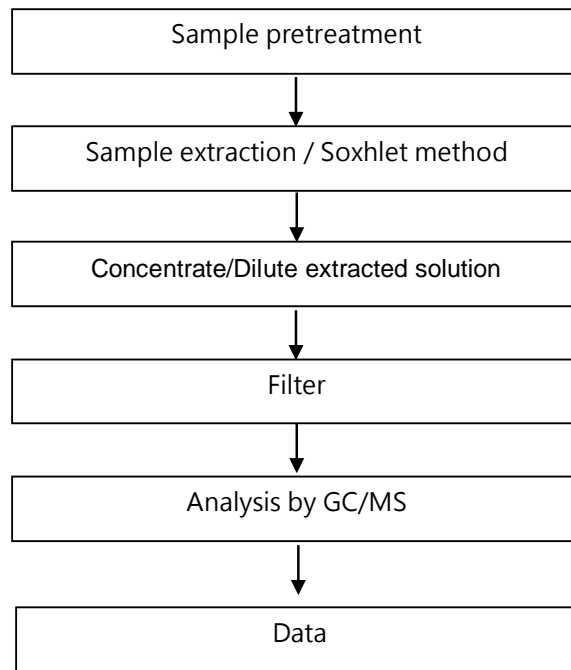 Sample pretreatment
Sample extraction / Soxhlet method
Concentrate/Dilute extracted solution
Filter
Analysis by GC/MS
Data